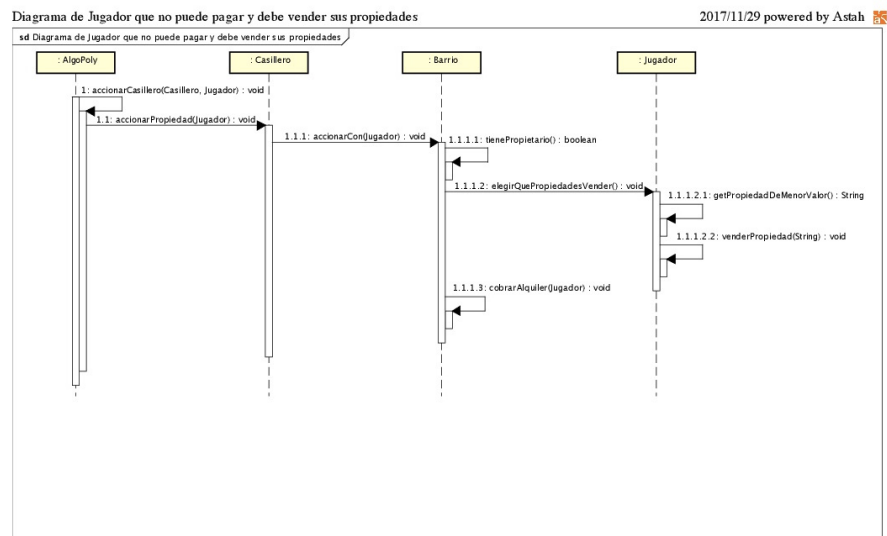 Diagrama de Jugador que no puede pagar y debe vender sus propiedades
2017/11/29 powered by Astah
sd Diagrama de Jugador que no puede pagar y debe vender sus propiedades
: AlgoPoly
: Casillero
: Barrio
: Jugador
1: accionarCasillero(Casillero, Jugador) : void
1.1: accionarPropiedad(Jugador) : void
1.1.1: accionarCon(Jugador) : void
1.1.1.1: tienePropietario() : boolean
1.1.1.2: elegirQuePropiedadesVender() : void
1.1.1.2.1: getPropiedadDeMenorValor() : String
1.1.1.2.2: venderPropiedad(String) : void
1.1.1.3: cobrarAlquiler(Jugador) : void